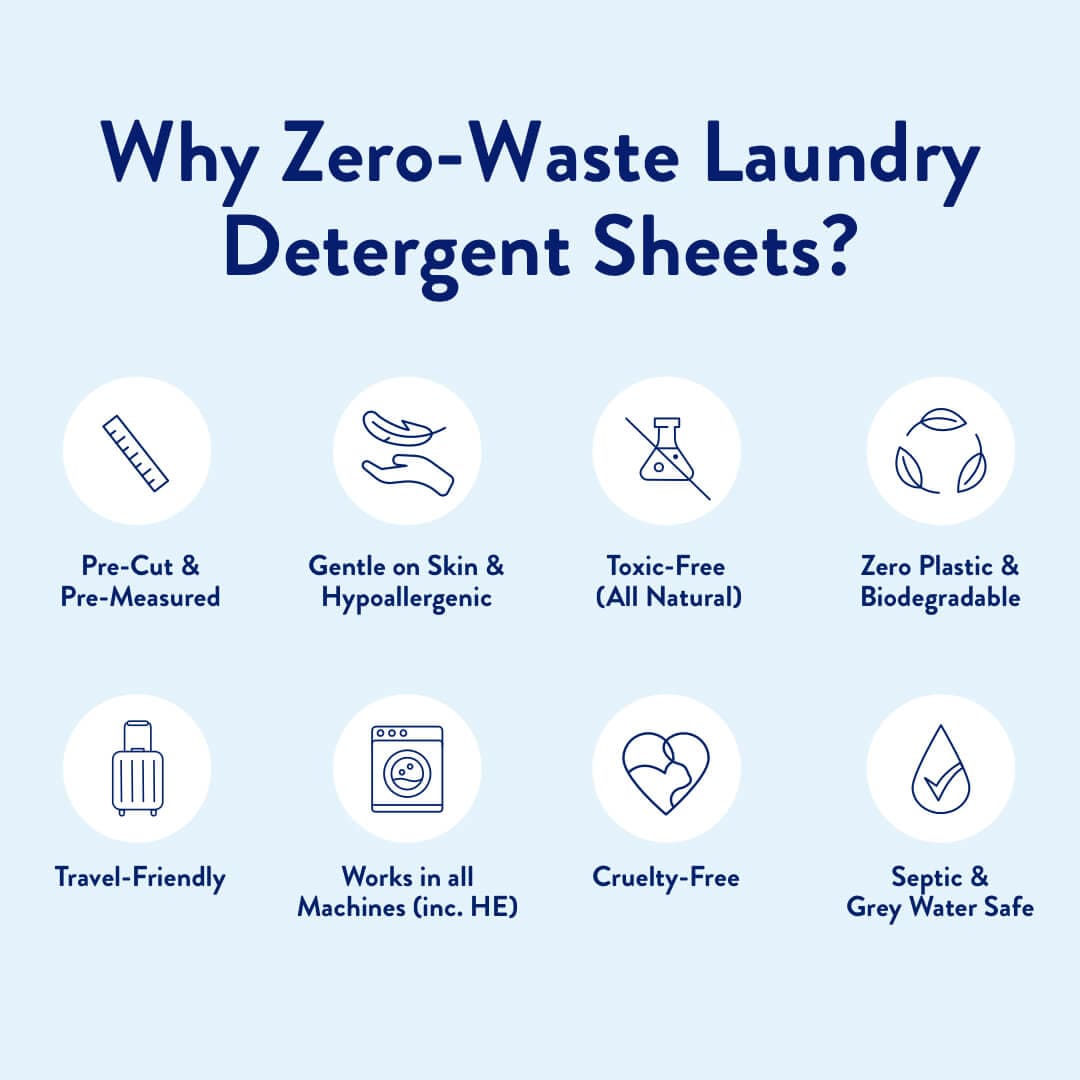 Why Zero-Waste Laundry
Detergent Sheets?
Pre-Cut &
Pre-Measured
Gentle on Skin &
Hypoallergenic
Toxic-Free
(All Natural)
Zero Plastic &
Biodegradable
Travel-Friendly
Works in all
Machines (inc. HE)
Cruelty-Free
Septic &
Grey Water Safe